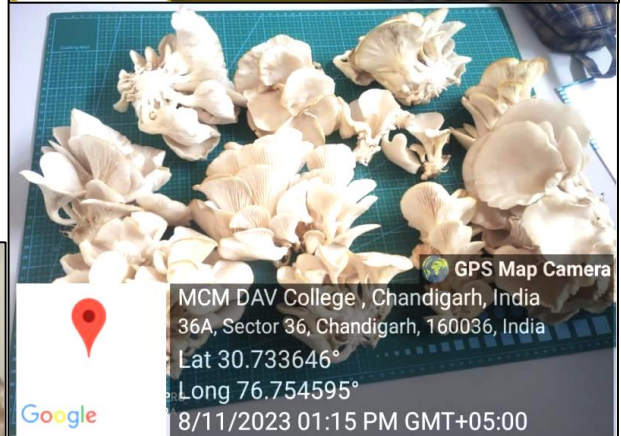 GPS Map Camera
MCM DAV College , Chandigarh, India
36A, Sector 36, Chandigarh, 160036, India
Lat 30.733646°
Long 76.754595°
8/11/2023 01:15 PM GMT+05:00
Google